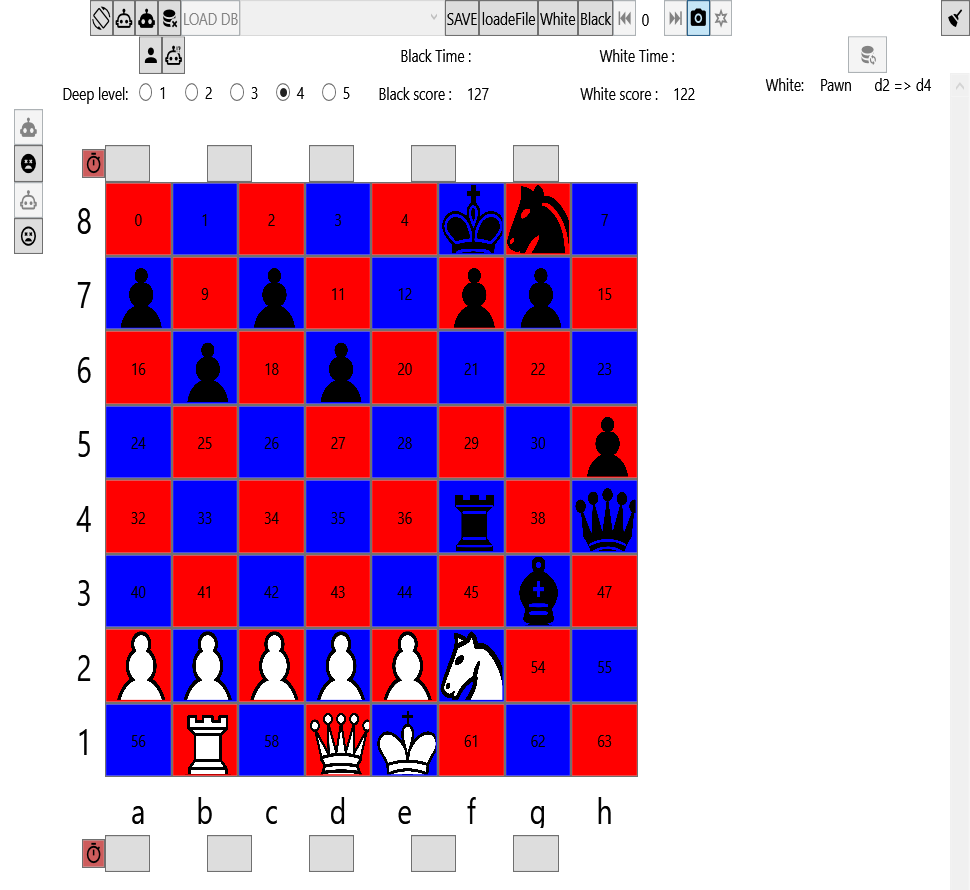 LOAD DB SAVE loadeFile White Black 0
Black Time : White Time :
Deep level: 1 2 3 4 5 Black score : 127 White score : 122 White: Pawn d2 => d4
8 0 1 2 3 4 7
7 9 11 12 15
6 16 18 20 21 22 23
5 24 25 26 27 28 29 30
4 32 33 34 35 36 38
3 40 41 42 43 44 45 47
2 54 55
1 56 58 61 62 63
a b c d e f g h